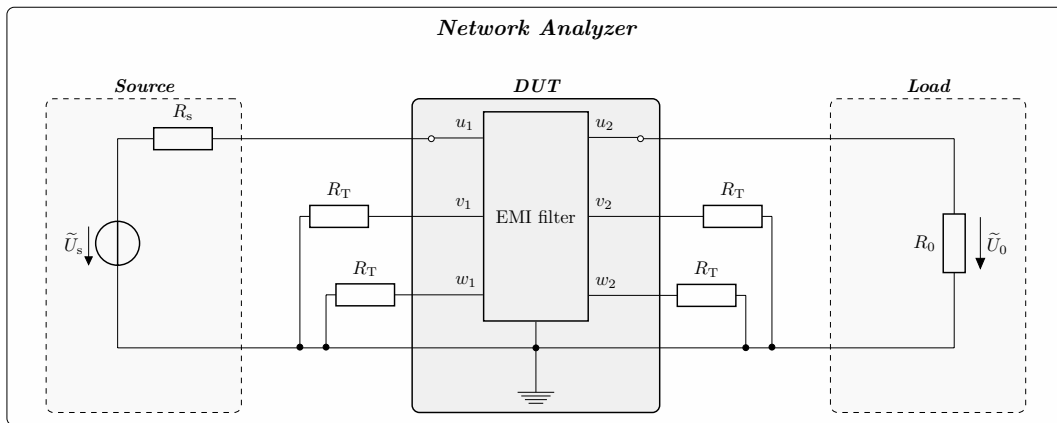 Network Analyzer
Source DUT Load
R_s u_1 u_2
R_T v_1 v_2 R_T
Ũ_s EMI filter R_0 Ũ_0
R_T w_1 w_2 R_T